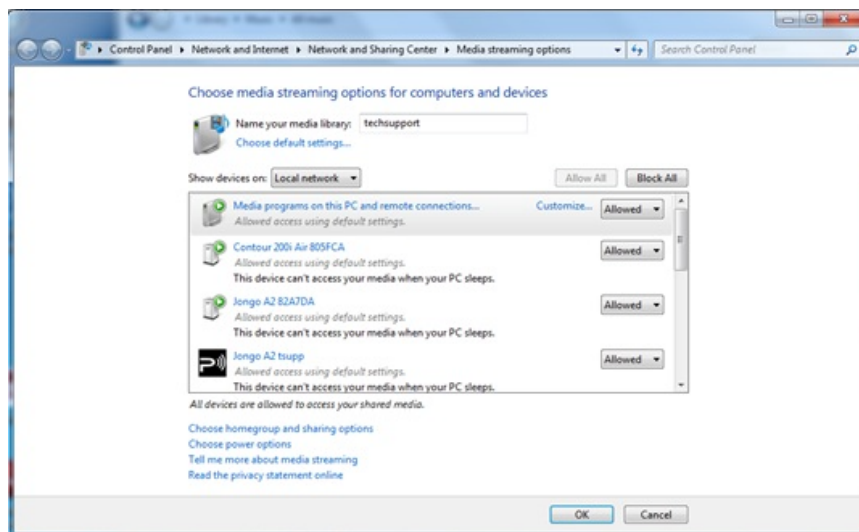 Control Panel Network and Internet Network and Sharing Center Media streaming options Search Control Panel
Choose media streaming options for computers and devices
Name your media library: techsupport
Choose default settings...
Show devices on: Local network Allow All Block All
Media programs on this PC and remote connections... Customize... Allowed
Allowed access using default settings.
Contour 200i Air 805FCA Allowed
Allowed access using default settings.
This device can't access your media when your PC sleeps.
Jongo A2 82A7DA Allowed
Allowed access using default settings.
This device can't access your media when your PC sleeps.
Jongo A2 tsupp Allowed
Allowed access using default settings.
This device can't access your media when your PC sleeps.
All devices are allowed to access your shared media.
Choose homegroup and sharing options
Choose power options
Tell me more about media streaming
Read the privacy statement online
OK Cancel